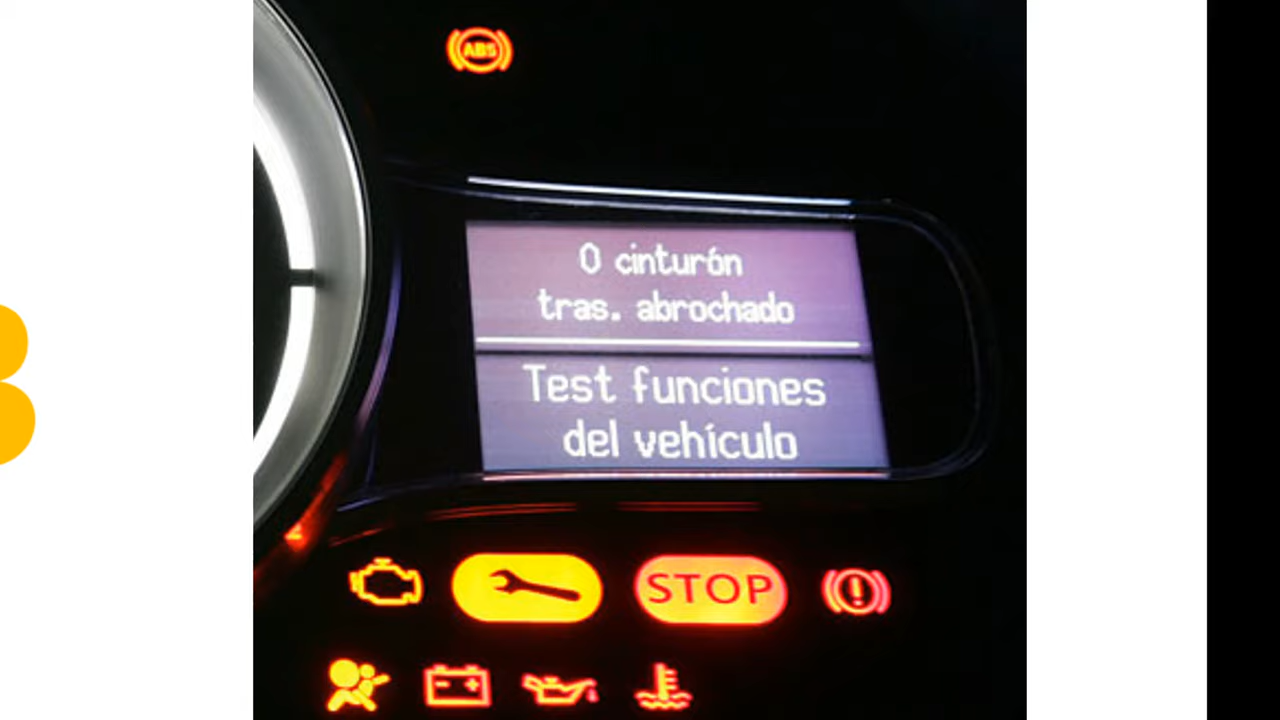 ABS
0 cinturón
tras. abrochado
Test funciones
del vehículo
STOP